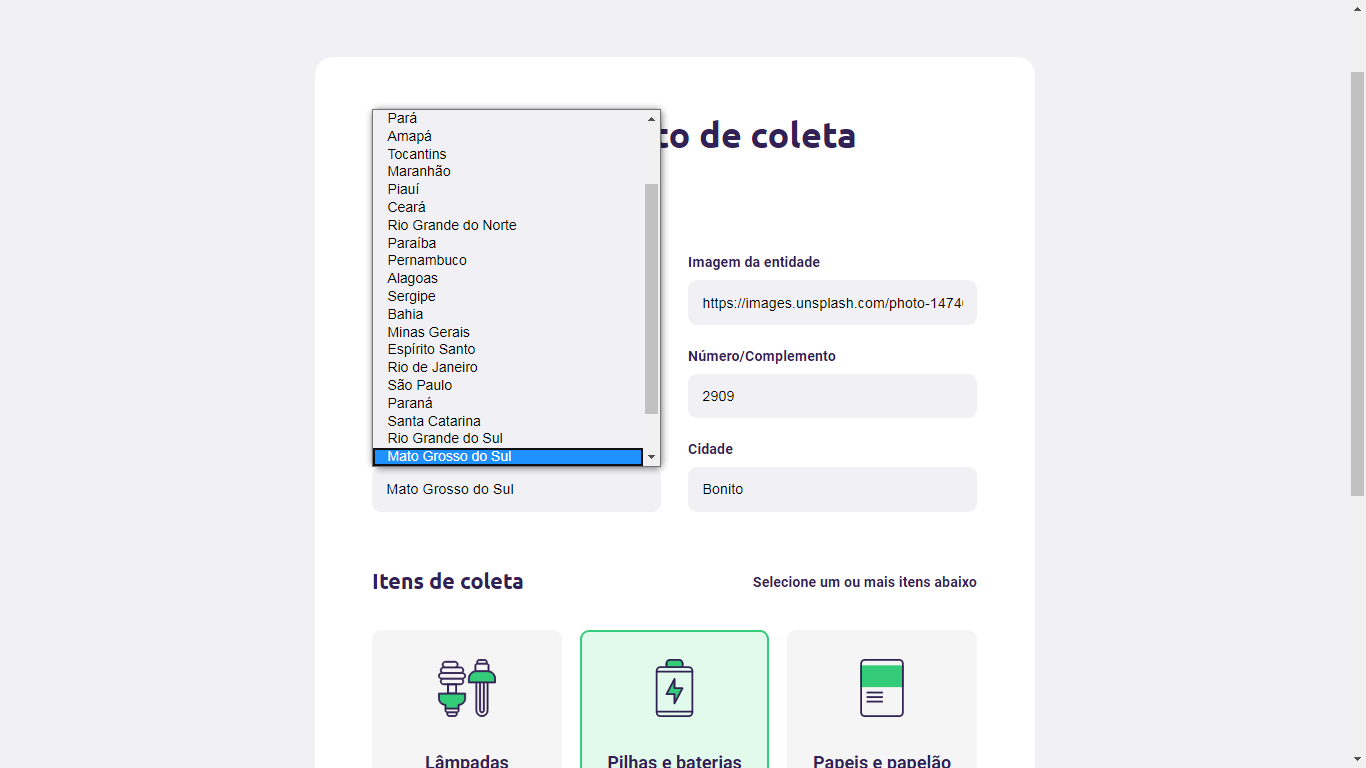 to de coleta
Pará
Amapá
Tocantins
Maranhão
Piauí
Ceará
Rio Grande do Norte
Paraíba
Pernambuco
Alagoas
Sergipe
Bahia
Minas Gerais
Espírito Santo
Rio de Janeiro
São Paulo
Paraná
Santa Catarina
Rio Grande do Sul
Mato Grosso do Sul
Mato Grosso do Sul
Imagem da entidade
https://images.unsplash.com/photo-1474
Número/Complemento
2909
Cidade
Bonito
Itens de coleta
Selecione um ou mais itens abaixo
Lâmpadas
Pilhas e baterias
Papeis e papelão